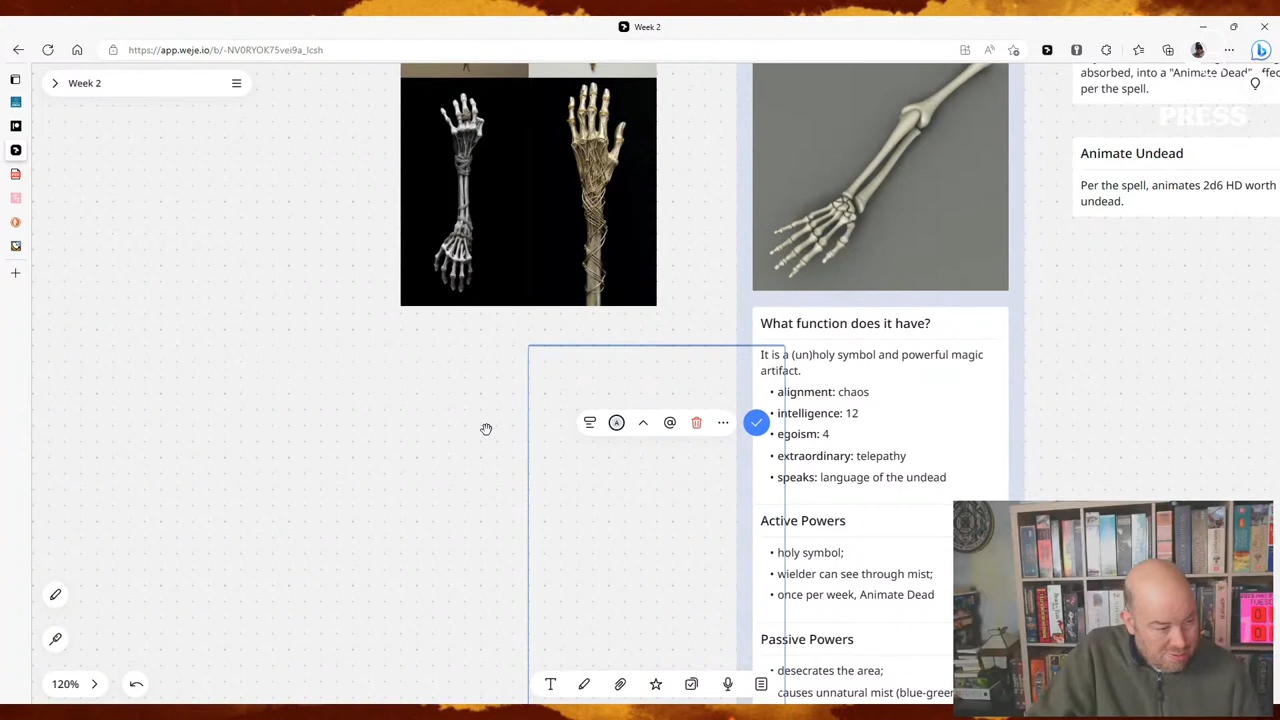 Week 2
https://app.weje.io/b/-NV0RYOK75vei9a_lcsh
Week 2
absorbed, into a "Animate Dead" effe
per the spell.
PRESS
Animate Undead
Per the spell, animates 2d6 HD worth
undead.
What function does it have?
It is a (un)holy symbol and powerful magic
artifact.
• alignment: chaos
• intelligence: 12
• egoism: 4
• extraordinary: telepathy
• speaks: language of the undead
Active Powers
• holy symbol;
• wielder can see through mist;
• once per week, Animate Dead
Passive Powers
• desecrates the area;
causes unnatural mist (blue-green
120%